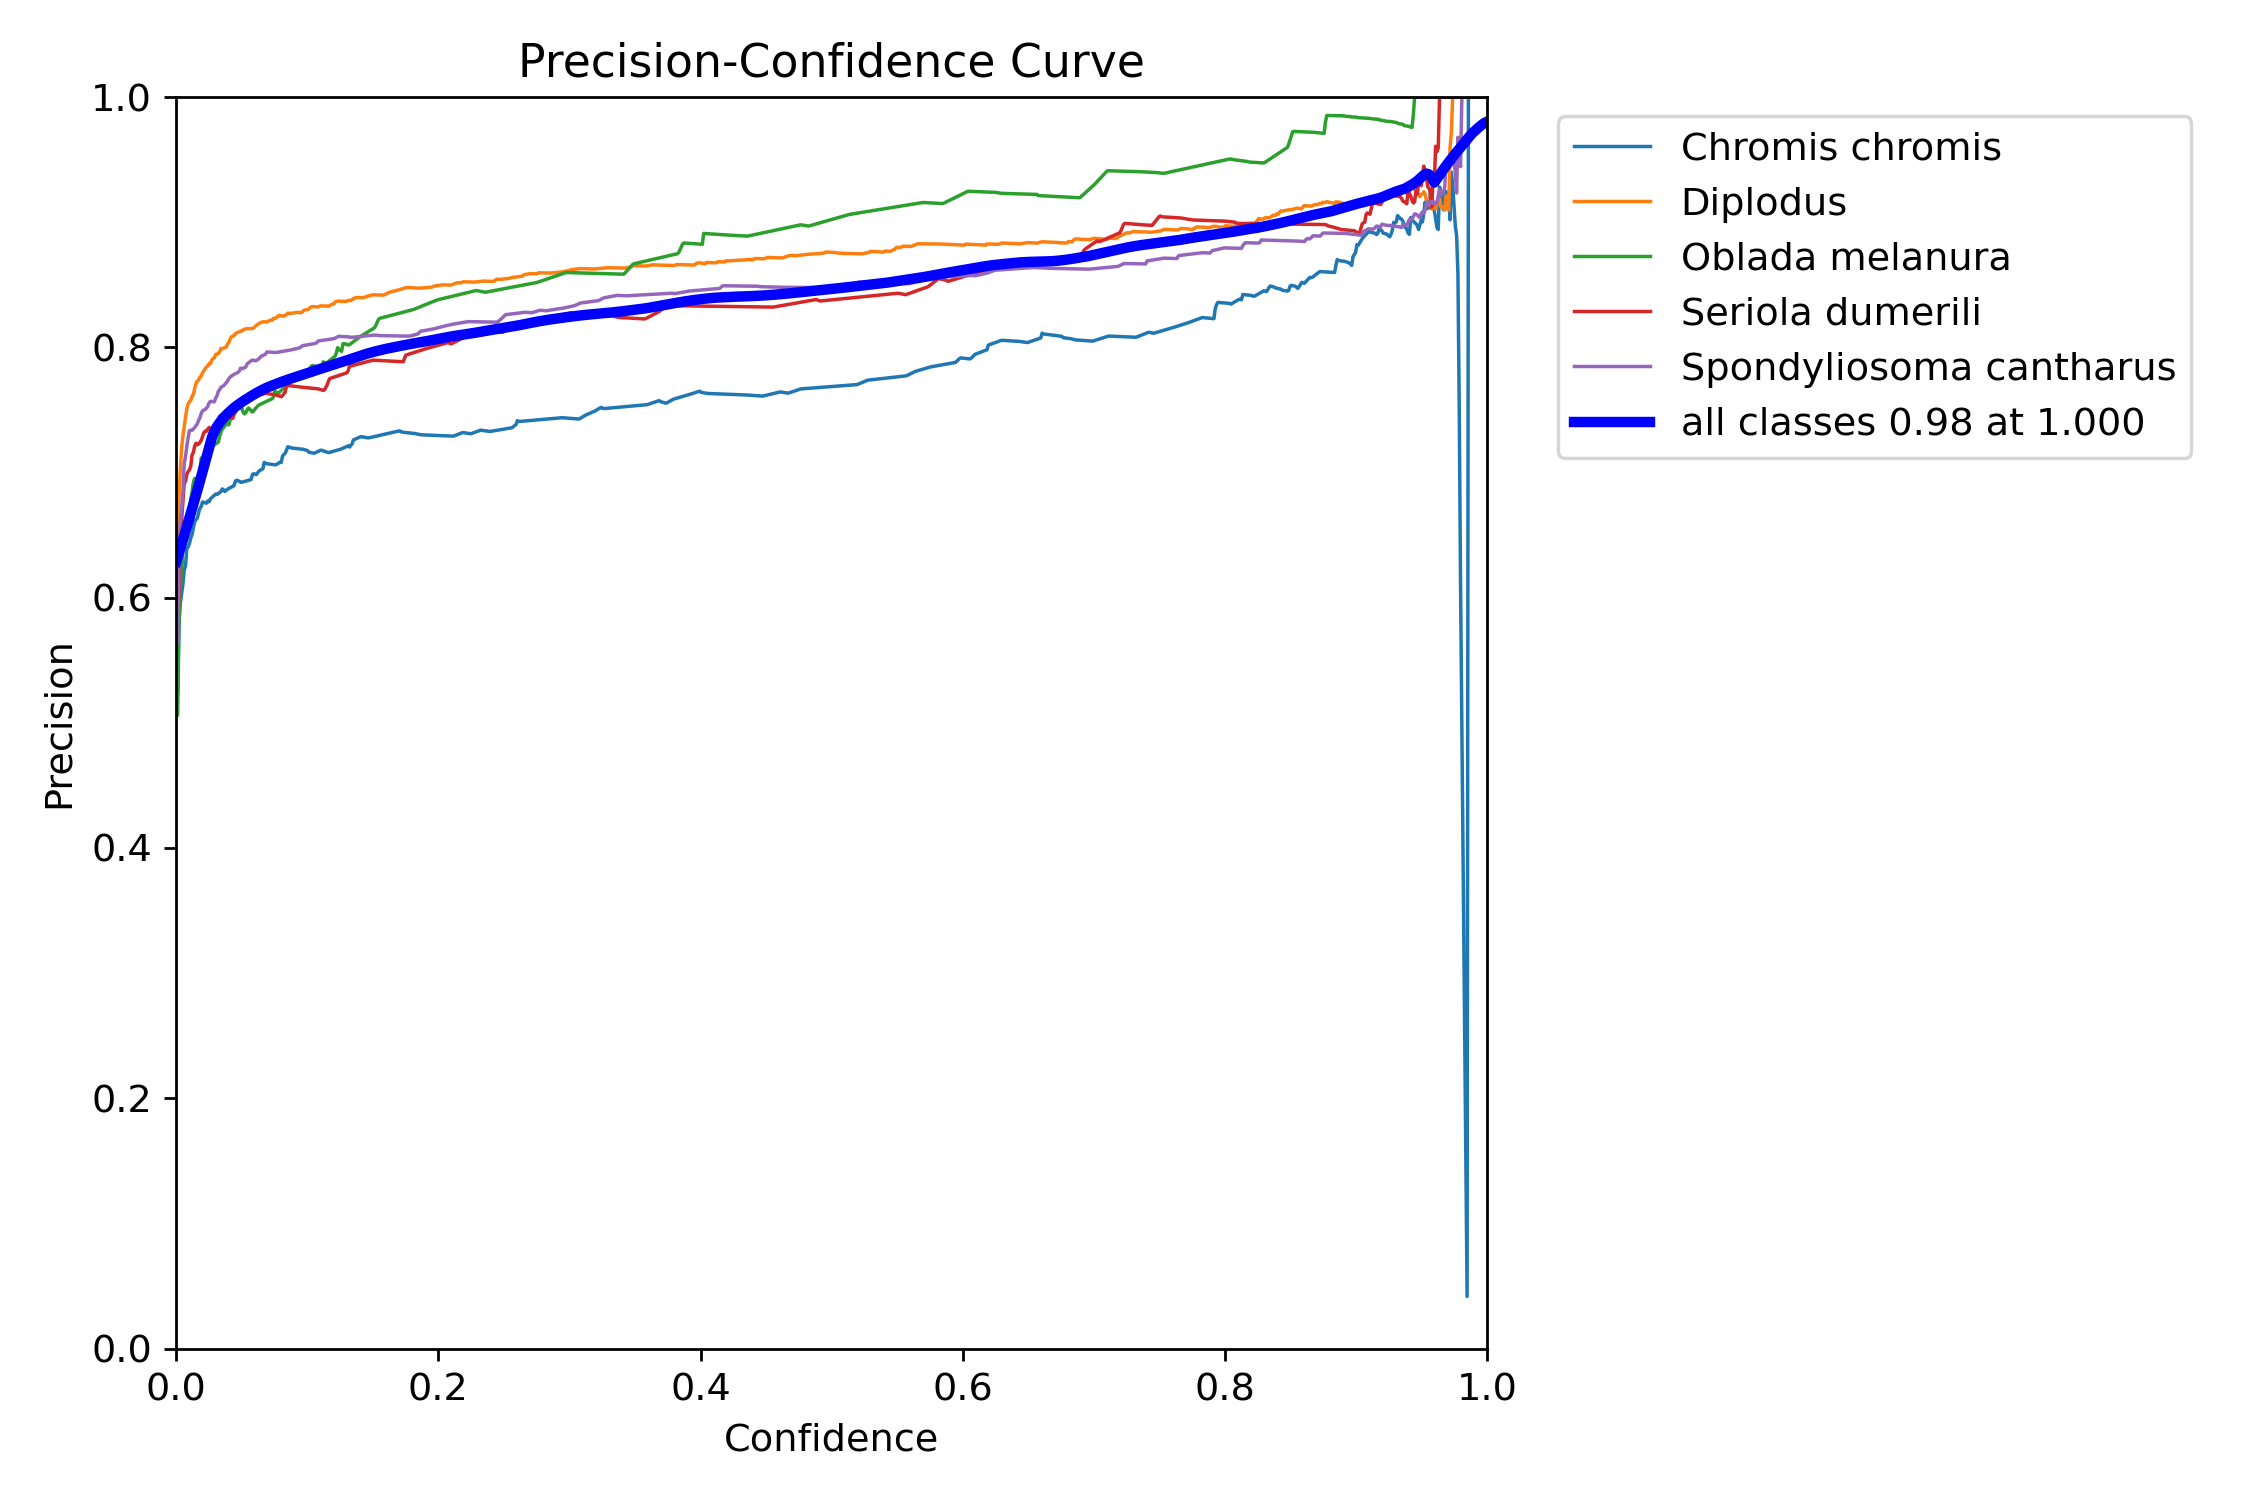 Precision-Confidence Curve
1.0
0.8
0.6
0.4
0.2
0.0
Precision
0.0 0.2 0.4 0.6 0.8 1.0
Confidence
Chromis chromis
Diplodus
Oblada melanura
Seriola dumerili
Spondyliosoma cantharus
all classes 0.98 at 1.000